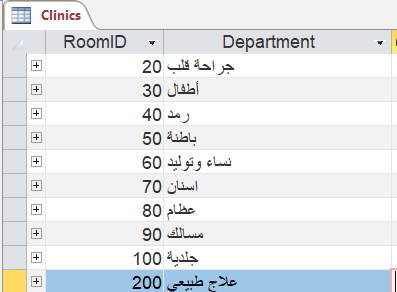 Clinics
RoomID Department
20 جراحة قلب
30 أطفال
40 رمد
50 باطنة
60 نساء وتوليد
70 اسنان
80 عظام
90 مسالك
100 جلدية
200 علاج طبيعي